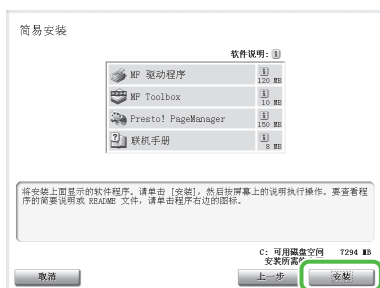 简易安装
软件说明:
MF 驱动程序
120 MB
MF Toolbox
10 MB
Presto! PageManager
150 MB
联机手册
8 MB
将安装上面显示的软件程序。请单击 [安装]，然后按屏幕上的说明执行操作。要查看程
序的简要说明或 README 文件，请单击程序右边的图标。
C: 可用磁盘空间 7294 MB
安装所需
取消
上一步
安装